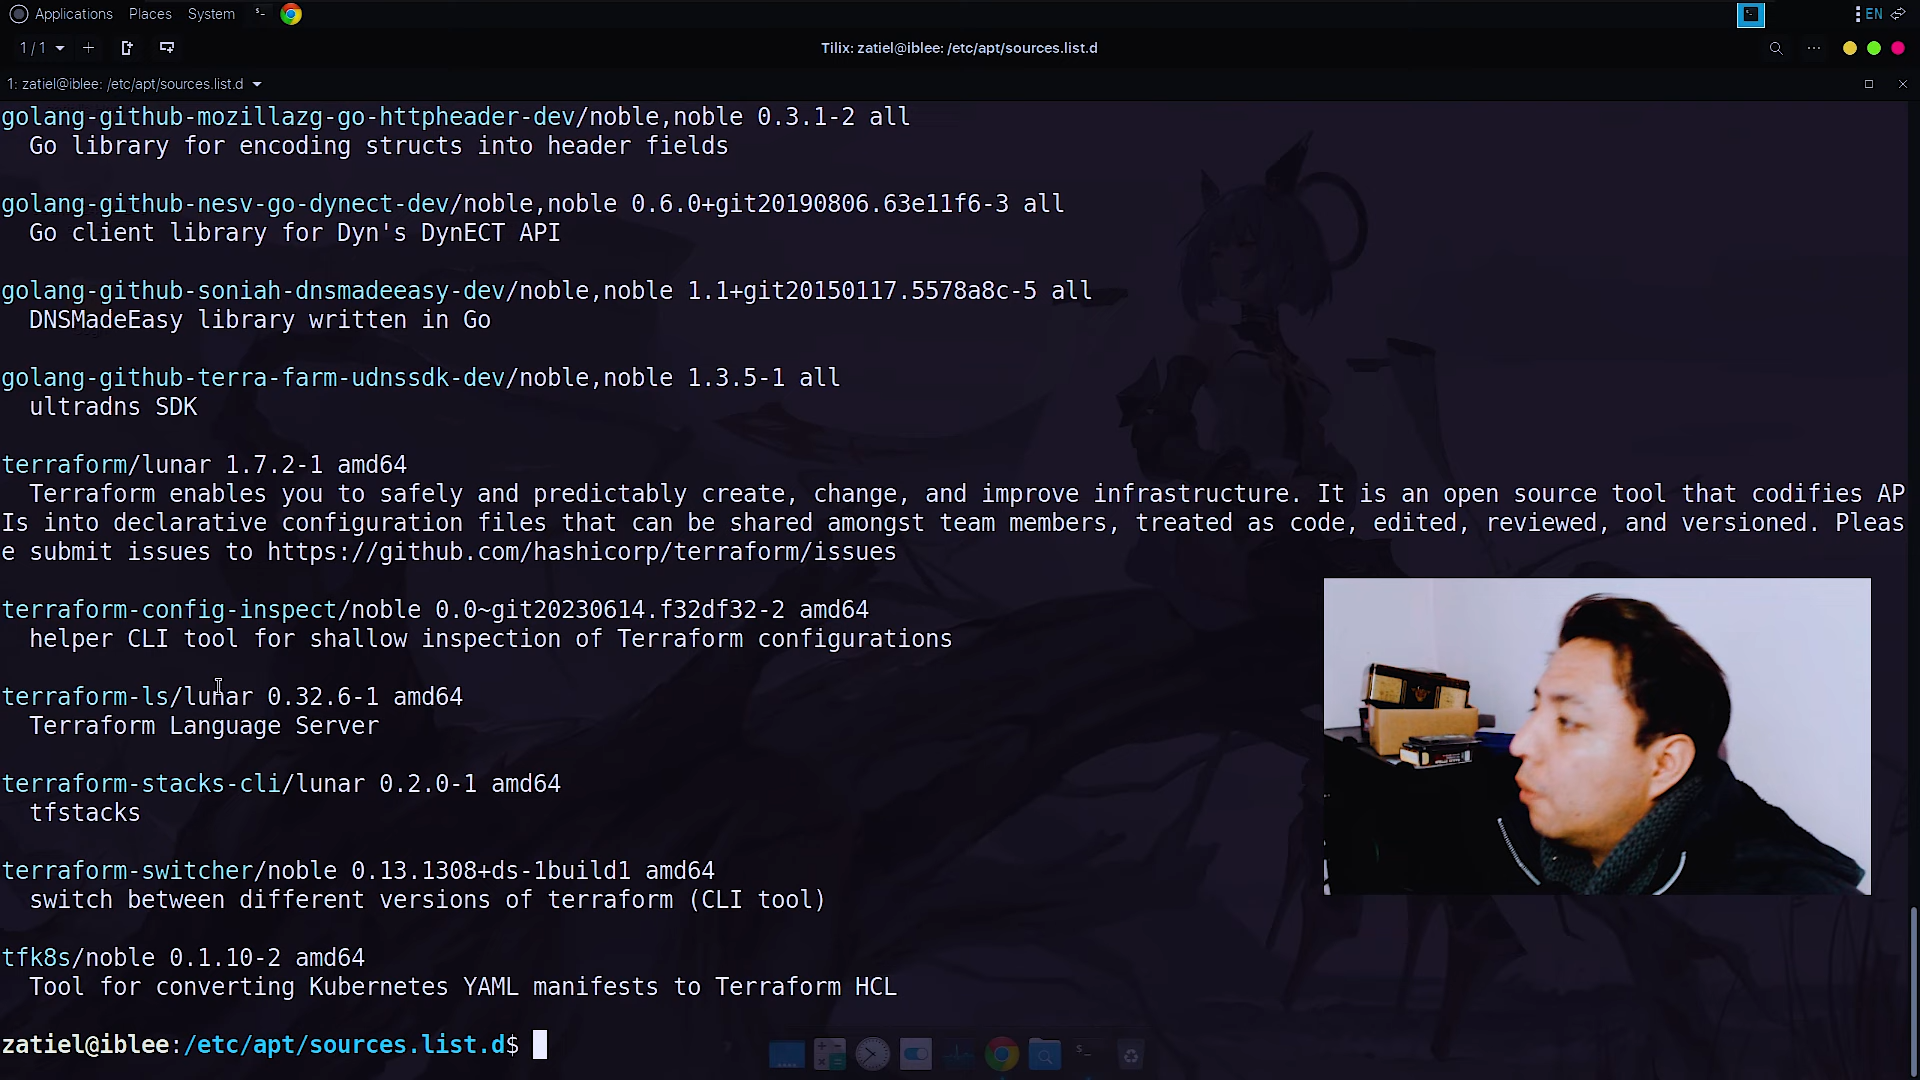 Applications Places System EN
1 / 1 Tilix: zatiel@iblee: /etc/apt/sources.list.d
1: zatiel@iblee: /etc/apt/sources.list.d
golang-github-mozillazg-go-httpheader-dev/noble,noble 0.3.1-2 all
Go library for encoding structs into header fields
golang-github-nesv-go-dynect-dev/noble,noble 0.6.0+git20190806.63e11f6-3 all
Go client library for Dyn's DynECT API
golang-github-soniah-dnsmadeeasy-dev/noble,noble 1.1+git20150117.5578a8c-5 all
DNSMadeEasy library written in Go
golang-github-terra-farm-udnssdk-dev/noble,noble 1.3.5-1 all
ultradns SDK
terraform/lunar 1.7.2-1 amd64
Terraform enables you to safely and predictably create, change, and improve infrastructure. It is an open source tool that codifies AP
Is into declarative configuration files that can be shared amongst team members, treated as code, edited, reviewed, and versioned. Pleas
e submit issues to https://github.com/hashicorp/terraform/issues
terraform-config-inspect/noble 0.0~git20230614.f32df32-2 amd64
helper CLI tool for shallow inspection of Terraform configurations
terraform-ls/lunar 0.32.6-1 amd64
Terraform Language Server
terraform-stacks-cli/lunar 0.2.0-1 amd64
tfstacks
terraform-switcher/noble 0.13.1308+ds-1build1 amd64
switch between different versions of terraform (CLI tool)
tfk8s/noble 0.1.10-2 amd64
Tool for converting Kubernetes YAML manifests to Terraform HCL
zatiel@iblee:/etc/apt/sources.list.d$